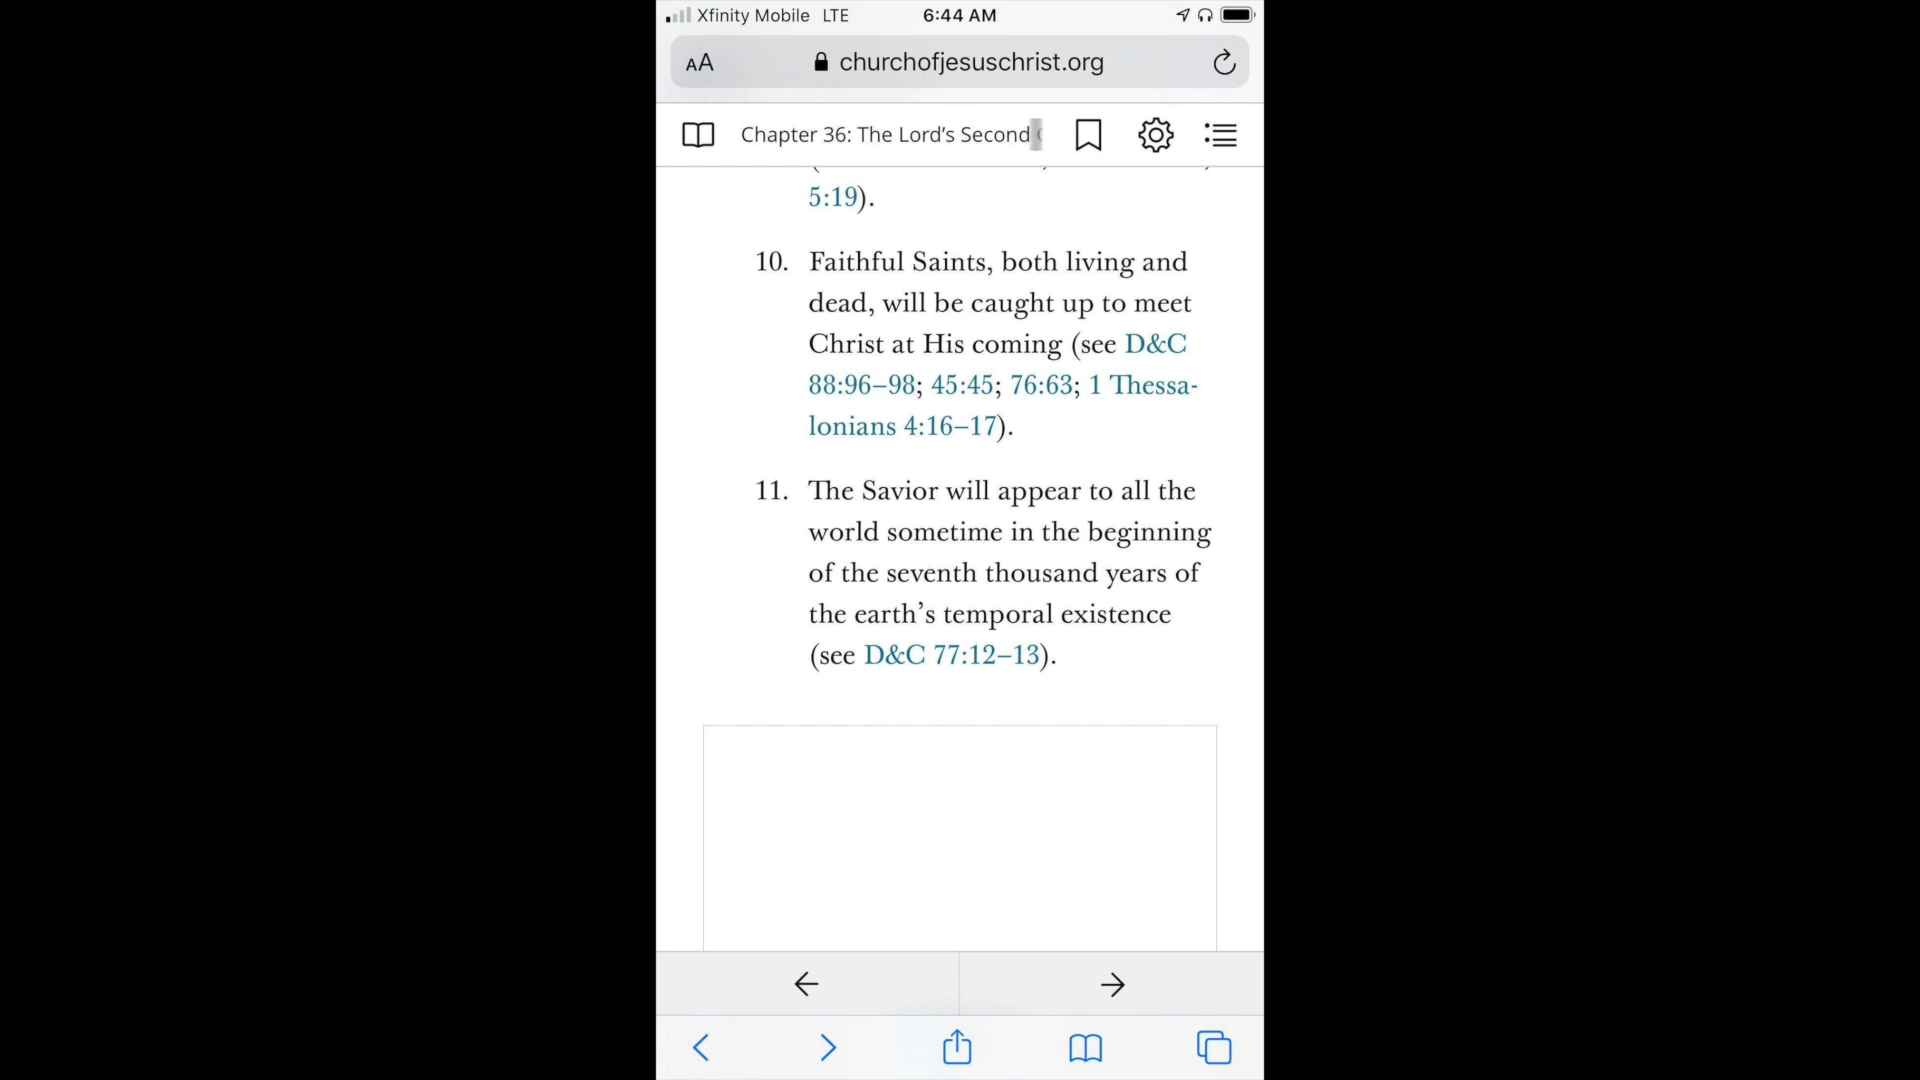 Xfinity Mobile LTE 6:44 AM
AA churchofjesuschrist.org
Chapter 36: The Lord's Second
5:19).
10. Faithful Saints, both living and
dead, will be caught up to meet
Christ at His coming (see D&C
88:96–98; 45:45; 76:63; 1 Thessa-
lonians 4:16–17).
11. The Savior will appear to all the
world sometime in the beginning
of the seventh thousand years of
the earth's temporal existence
(see D&C 77:12–13).